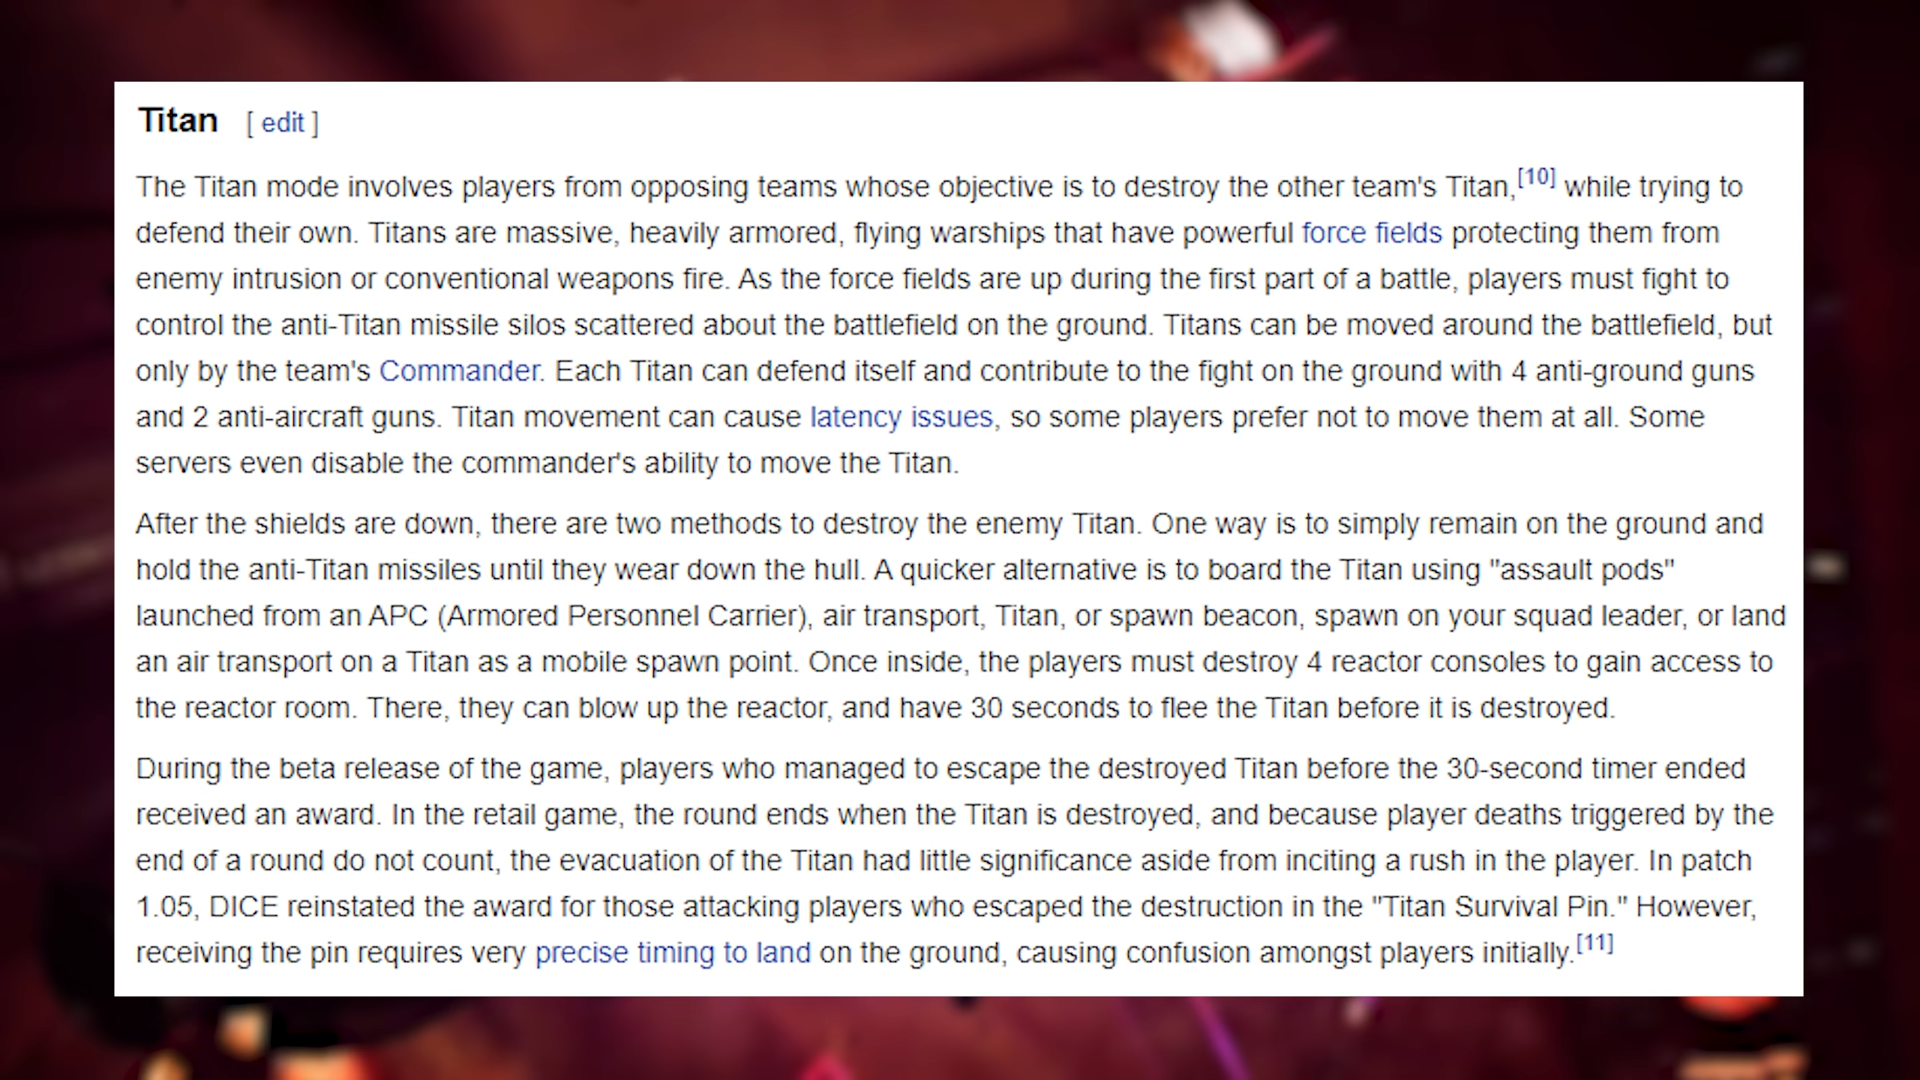 Titan [ edit ]
The Titan mode involves players from opposing teams whose objective is to destroy the other team's Titan,[10] while trying to
defend their own. Titans are massive, heavily armored, flying warships that have powerful force fields protecting them from
enemy intrusion or conventional weapons fire. As the force fields are up during the first part of a battle, players must fight to
control the anti-Titan missile silos scattered about the battlefield on the ground. Titans can be moved around the battlefield, but
only by the team's Commander. Each Titan can defend itself and contribute to the fight on the ground with 4 anti-ground guns
and 2 anti-aircraft guns. Titan movement can cause latency issues, so some players prefer not to move them at all. Some
servers even disable the commander's ability to move the Titan.
After the shields are down, there are two methods to destroy the enemy Titan. One way is to simply remain on the ground and
hold the anti-Titan missiles until they wear down the hull. A quicker alternative is to board the Titan using "assault pods"
launched from an APC (Armored Personnel Carrier), air transport, Titan, or spawn beacon, spawn on your squad leader, or land
an air transport on a Titan as a mobile spawn point. Once inside, the players must destroy 4 reactor consoles to gain access to
the reactor room. There, they can blow up the reactor, and have 30 seconds to flee the Titan before it is destroyed.
During the beta release of the game, players who managed to escape the destroyed Titan before the 30-second timer ended
received an award. In the retail game, the round ends when the Titan is destroyed, and because player deaths triggered by the
end of a round do not count, the evacuation of the Titan had little significance aside from inciting a rush in the player. In patch
1.05, DICE reinstated the award for those attacking players who escaped the destruction in the "Titan Survival Pin." However,
receiving the pin requires very precise timing to land on the ground, causing confusion amongst players initially.[11]